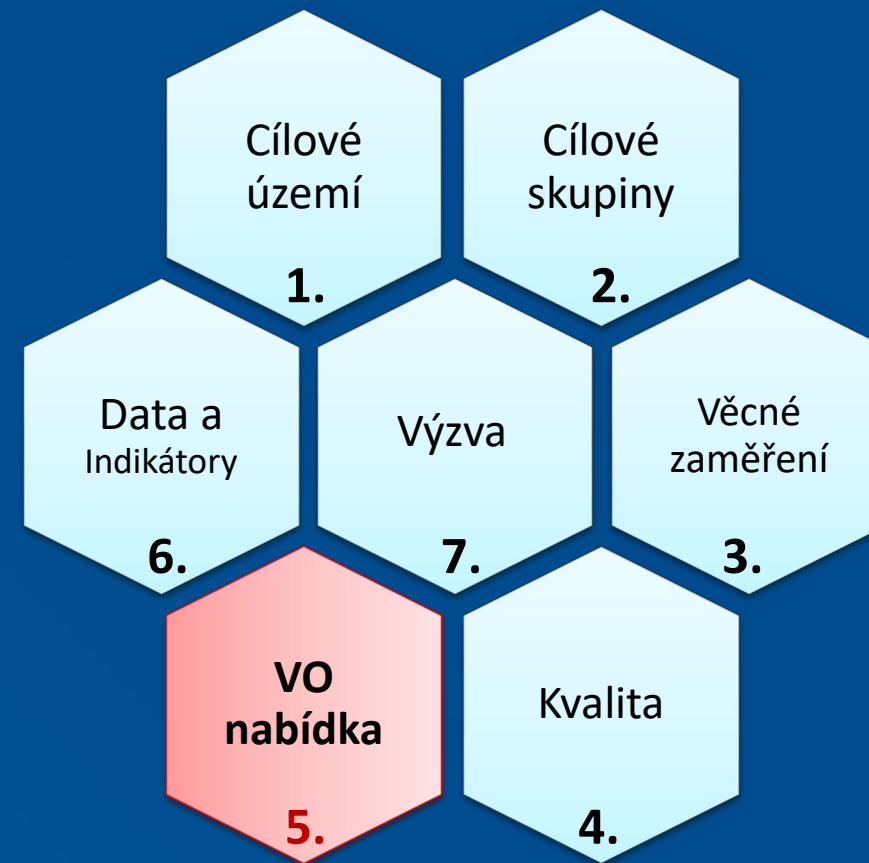 Cílové
území
1.
Cílové
skupiny
2.
Data a
Indikátory
6.
Výzva
7.
Věcné
zaměření
3.
VO
nabídka
5.
Kvalita
4.